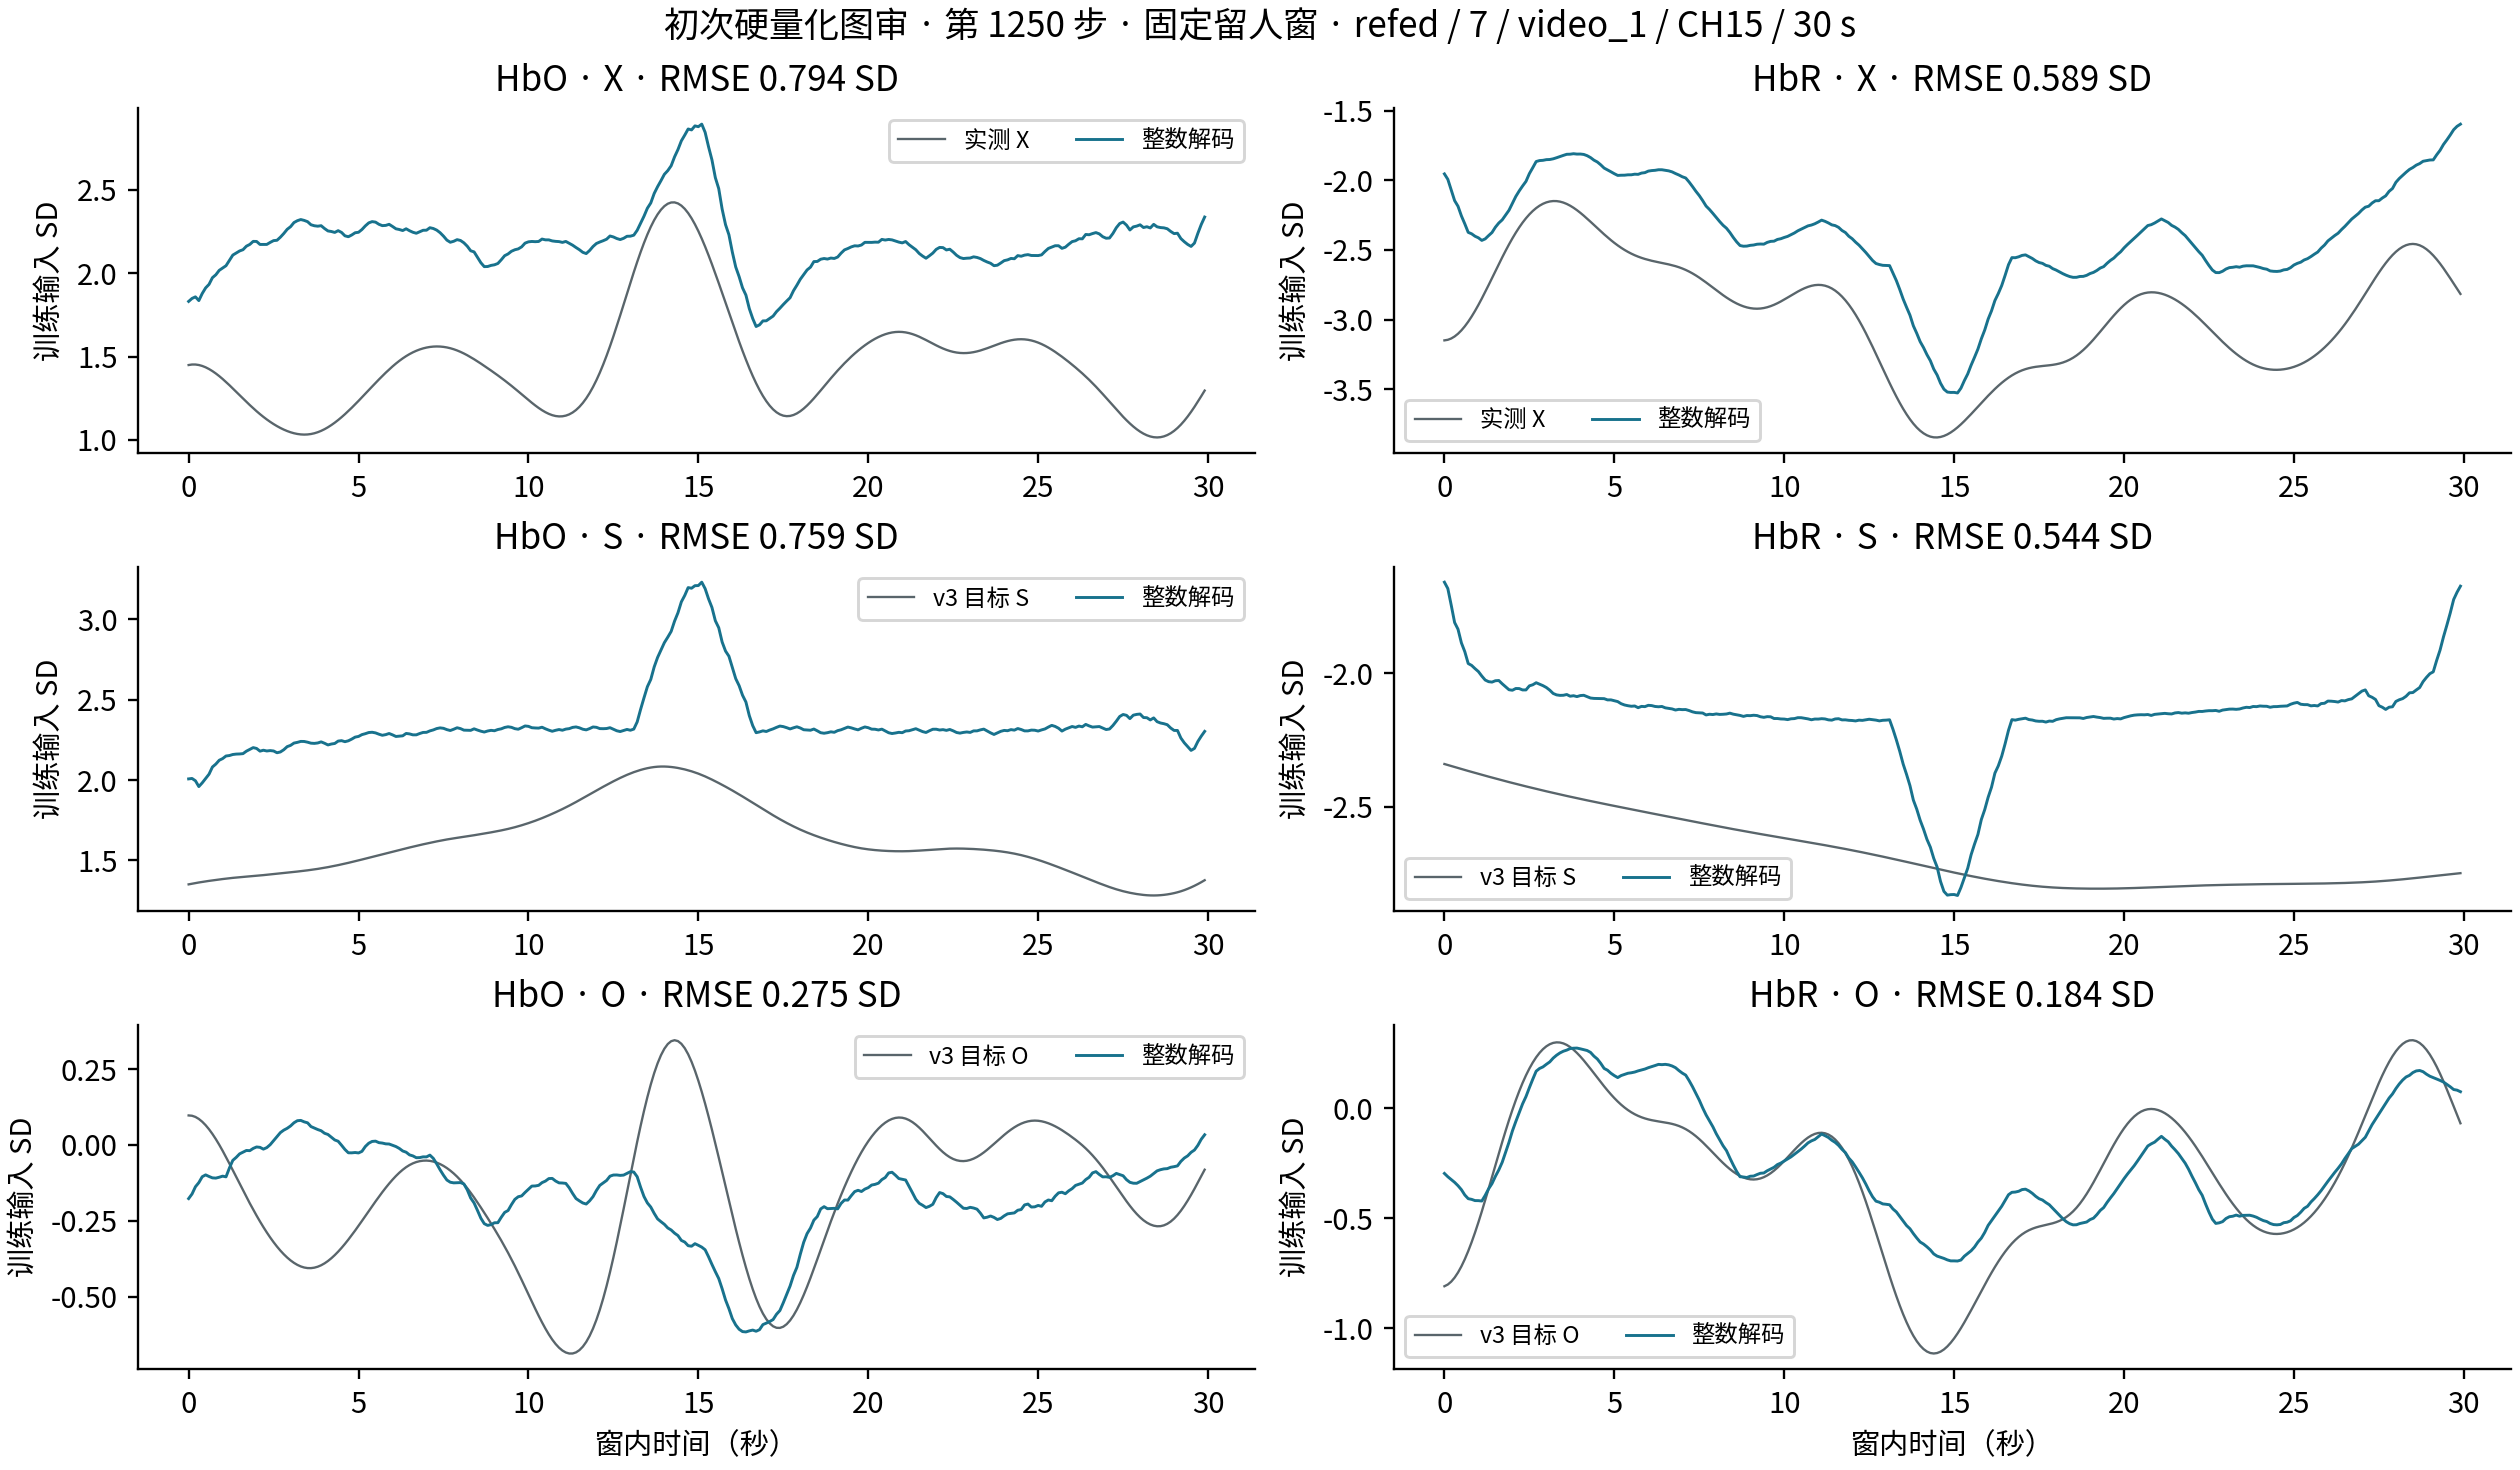 初次硬量化图审 · 第 1250 步 · 固定留人窗 · refed / 7 / video_1 / CH15 / 30 s
HbO · X · RMSE 0.794 SD
训练输入 SD
2.5
2.0
1.5
1.0
实测 X
整数解码
0 5 10 15 20 25 30
HbR · X · RMSE 0.589 SD
训练输入 SD
-1.5
-2.0
-2.5
-3.0
-3.5
实测 X
整数解码
0 5 10 15 20 25 30
HbO · S · RMSE 0.759 SD
训练输入 SD
3.0
2.5
2.0
1.5
v3 目标 S
整数解码
0 5 10 15 20 25 30
HbR · S · RMSE 0.544 SD
训练输入 SD
-2.0
-2.5
v3 目标 S
整数解码
0 5 10 15 20 25 30
HbO · O · RMSE 0.275 SD
训练输入 SD
0.25
0.00
-0.25
-0.50
v3 目标 O
整数解码
0 5 10 15 20 25 30
窗内时间（秒）
HbR · O · RMSE 0.184 SD
训练输入 SD
0.0
-0.5
-1.0
v3 目标 O
整数解码
0 5 10 15 20 25 30
窗内时间（秒）